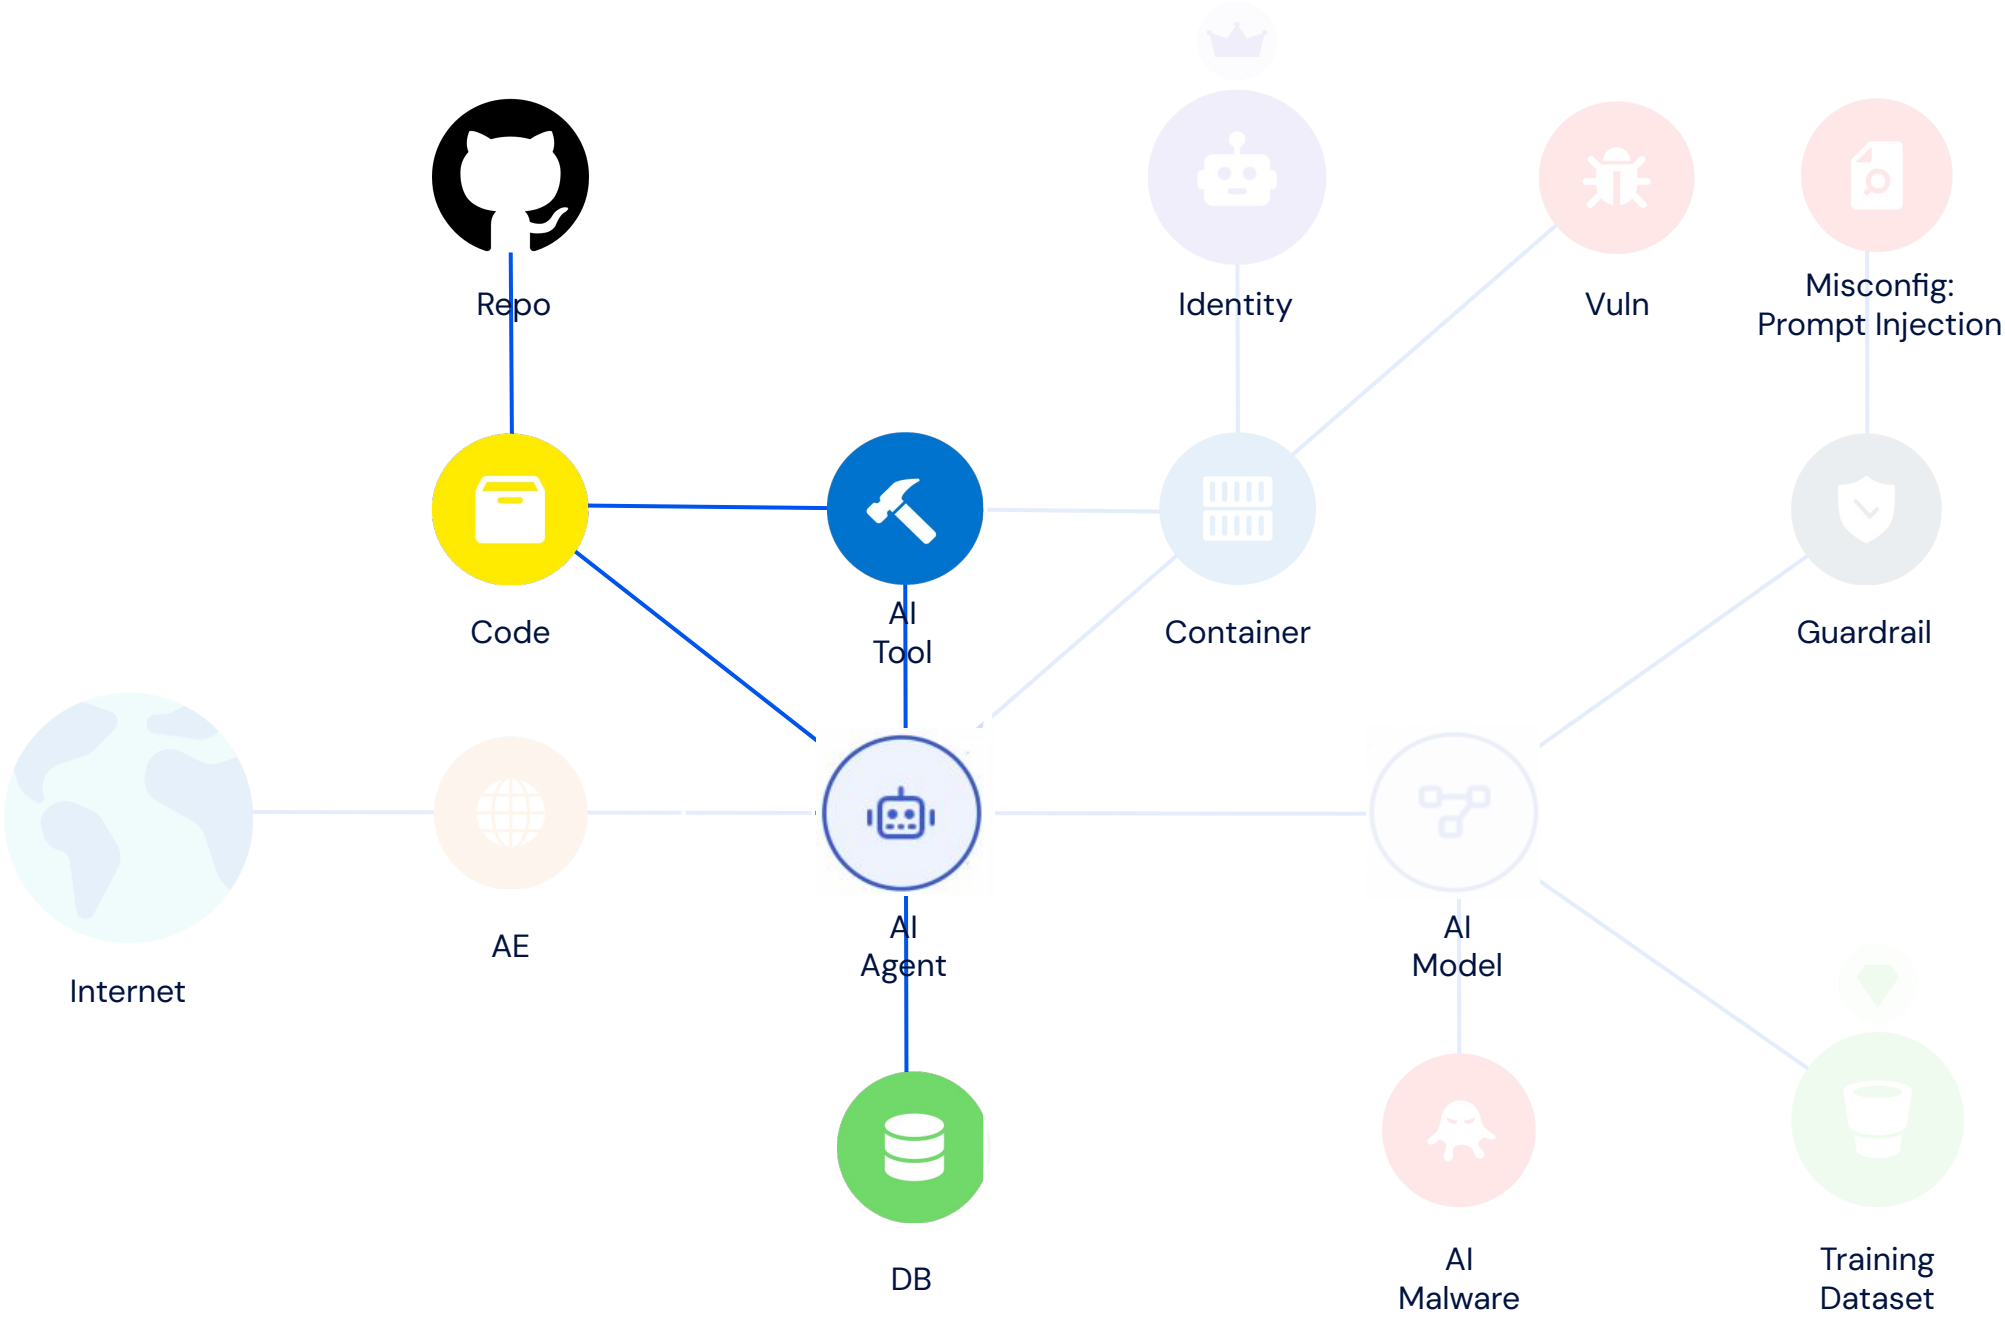 Repo
Identity
Vuln
Misconfig:
Prompt Injection
Code
AI
Tool
Container
Guardrail
Internet
AE
AI
Agent
AI
Model
DB
AI
Malware
Training
Dataset